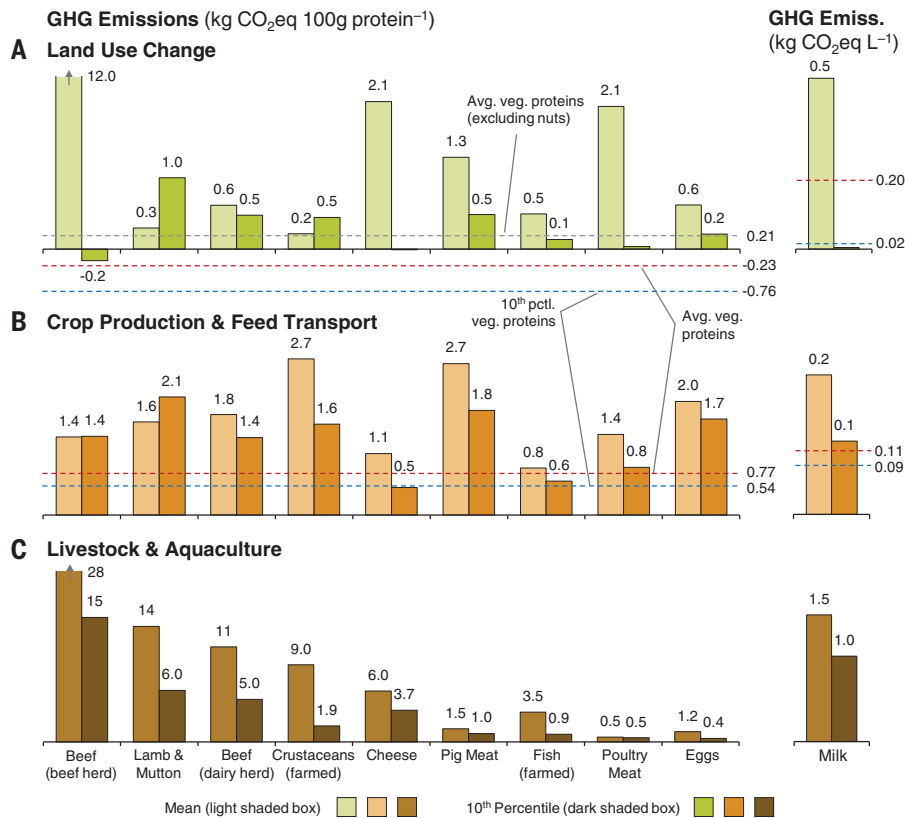 GHG Emissions (kg CO₂eq 100g protein⁻¹)
GHG Emiss.
(kg CO₂eq L⁻¹)
A Land Use Change
12.0
-0.2
0.3
1.0
0.6
0.5
0.2
0.5
2.1
1.3
0.5
0.5
0.1
2.1
0.6
0.2
Avg. veg. proteins
(excluding nuts)
0.21
-0.23
-0.76
0.5
0.20
0.02
10ᵗʰ pctl.
veg. proteins
Avg. veg.
proteins
B Crop Production & Feed Transport
1.4
1.4
1.6
2.1
1.8
1.4
2.7
1.6
1.1
0.5
2.7
1.8
0.8
0.6
1.4
0.8
2.0
1.7
0.77
0.54
0.2
0.1
0.11
0.09
C Livestock & Aquaculture
28
15
14
6.0
11
5.0
9.0
1.9
6.0
3.7
1.5
1.0
3.5
0.9
0.5
0.5
1.2
0.4
1.5
1.0
Beef
(beef herd)
Lamb &
Mutton
Beef
(dairy herd)
Crustaceans
(farmed)
Cheese
Pig Meat
Fish
(farmed)
Poultry
Meat
Eggs
Milk
Mean (light shaded box)
10ᵗʰ Percentile (dark shaded box)